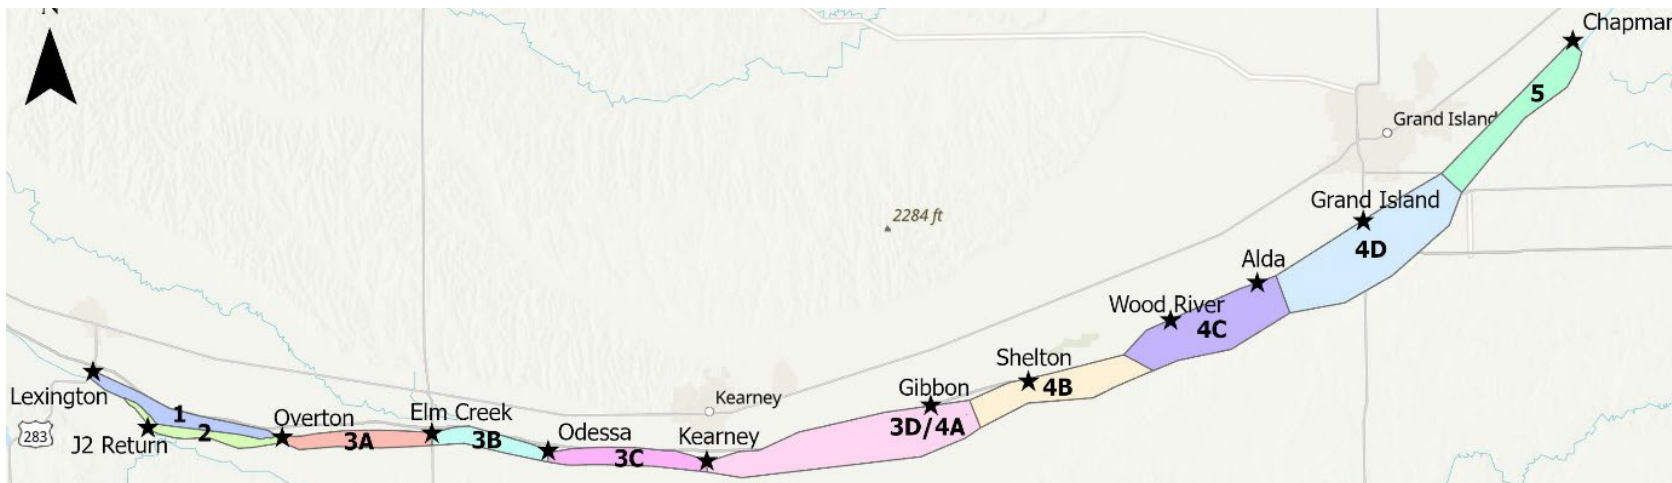 N
Chapman
5
Grand Island
Grand Island
4D
2284 ft
Alda
Wood River
4C
Shelton
4B
Gibbon
3D/4A
Kearney
Kearney
Lexington
1
2
Overton
Elm Creek
Odessa
3A
3B
3C
283
J2 Return